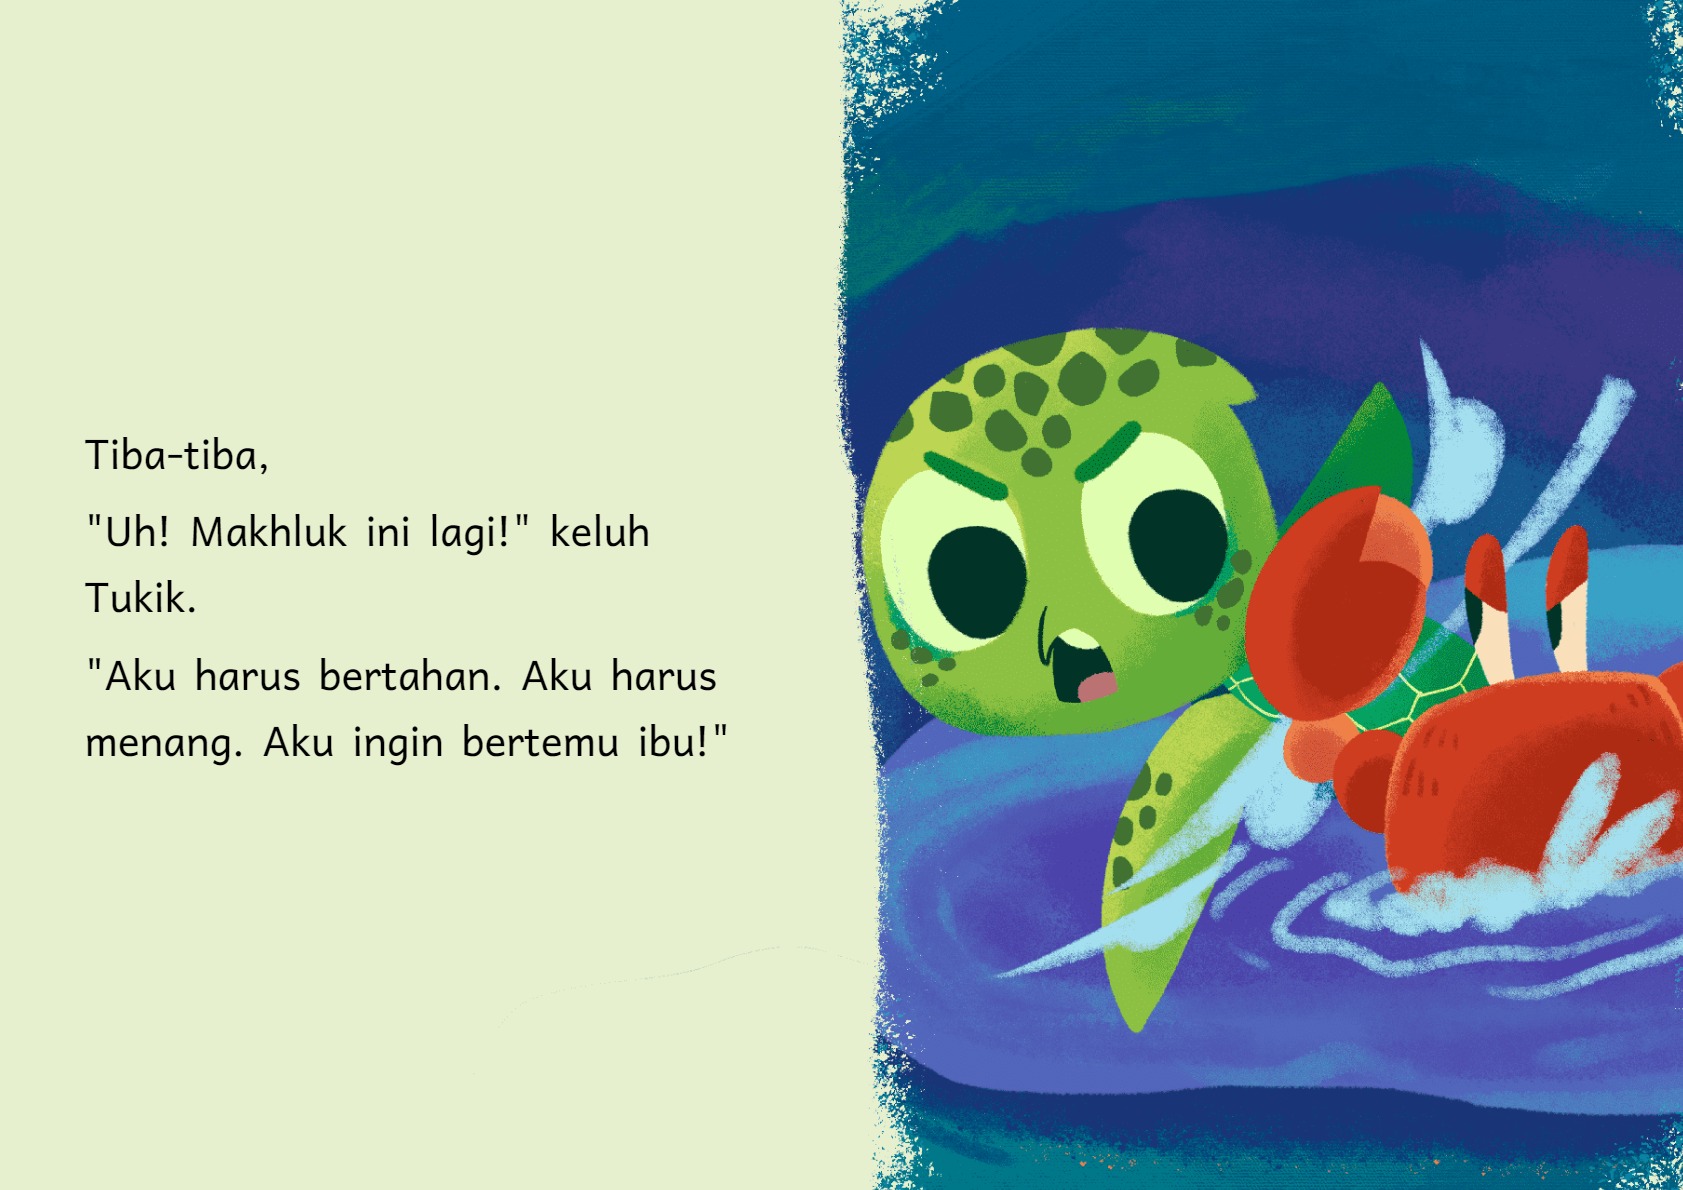 Tiba-tiba,
"Uh! Makhluk ini lagi!" keluh
Tukik.
"Aku harus bertahan. Aku harus
menang. Aku ingin bertemu ibu!"